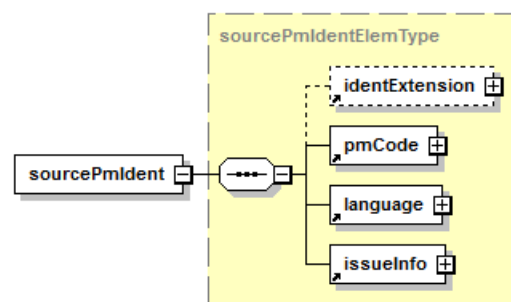 sourcePmIdentElemType
identExtension
pmCode
sourcePmIdent
language
issueInfo